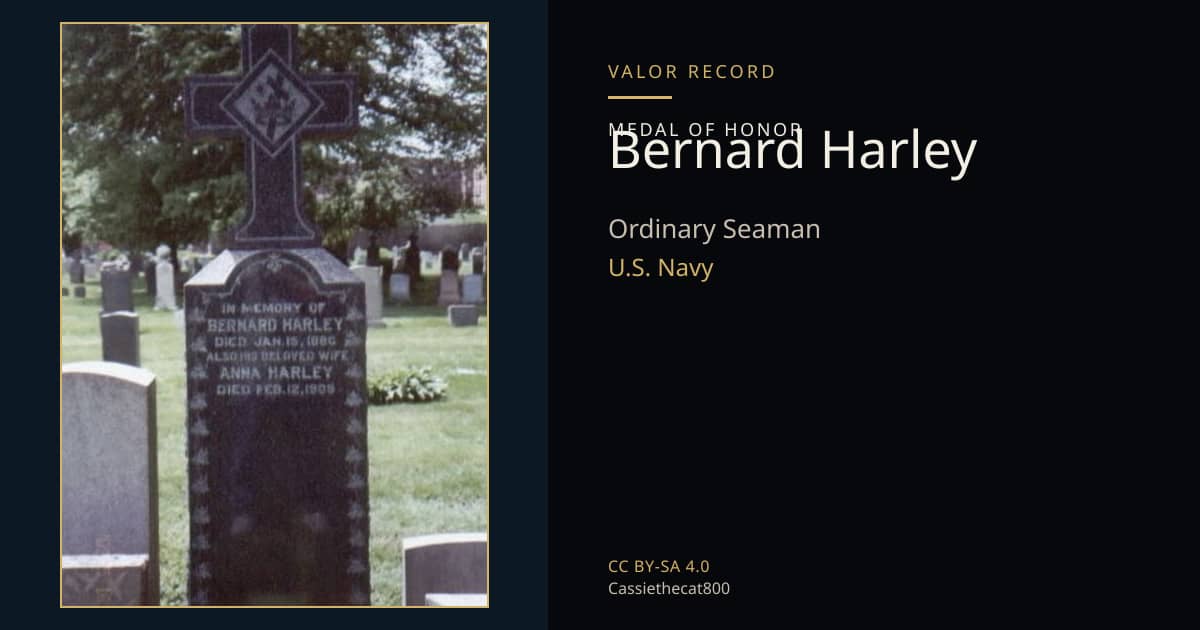 IN MEMORY OF
BERNARD HARLEY
DIED JAN. 15, 1886
ALSO HIS BELOVED WIFE
ANNA HARLEY
DIED FEB. 12, 1909
VALOR RECORD
MEDAL OF HONOR
Bernard Harley
Ordinary Seaman
U.S. Navy
CC BY-SA 4.0
Cassiethecat800